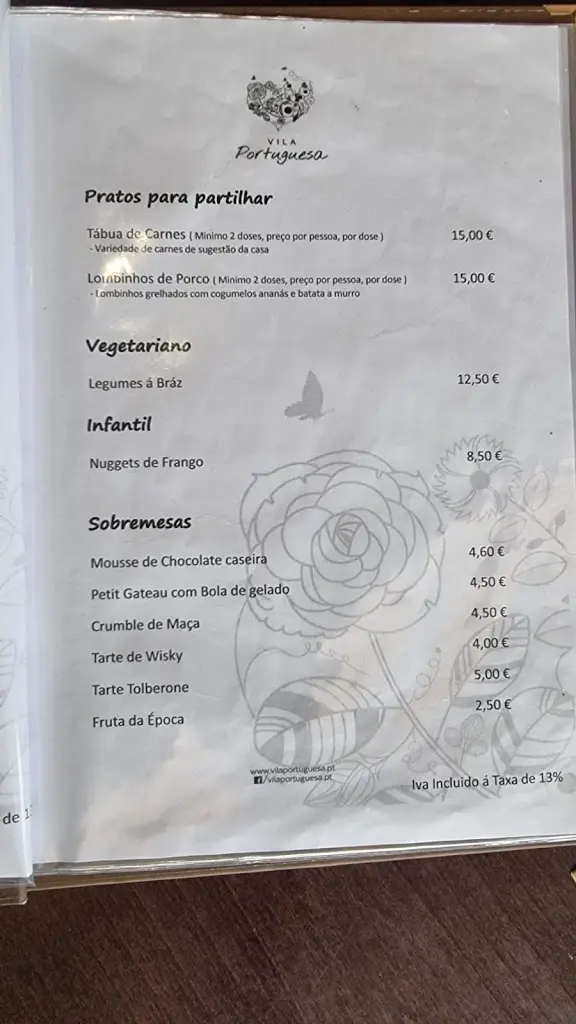 VILA
Portuguesa
Pratos para partilhar
Tábua de Carnes ( Minimo 2 doses, preço por pessoa, por dose ) 15,00 €
- Variedade de carnes de sugestão da casa
Lombinhos de Porco ( Minimo 2 doses, preço por pessoa, por dose ) 15,00 €
- Lombinhos grelhados com cogumelos ananás e batata a murro
Vegetariano
Legumes á Bráz 12,50 €
Infantil
Nuggets de Frango 8,50 €
Sobremesas
Mousse de Chocolate caseira 4,60 €
Petit Gateau com Bola de gelado 4,50 €
Crumble de Maça 4,50 €
Tarte de Wisky 4,00 €
Tarte Tolberone 5,00 €
Fruta da Época 2,50 €
www.vilaportuguesa.pt
/vilaportuguesa.pt
Iva Incluido á Taxa de 13%
de